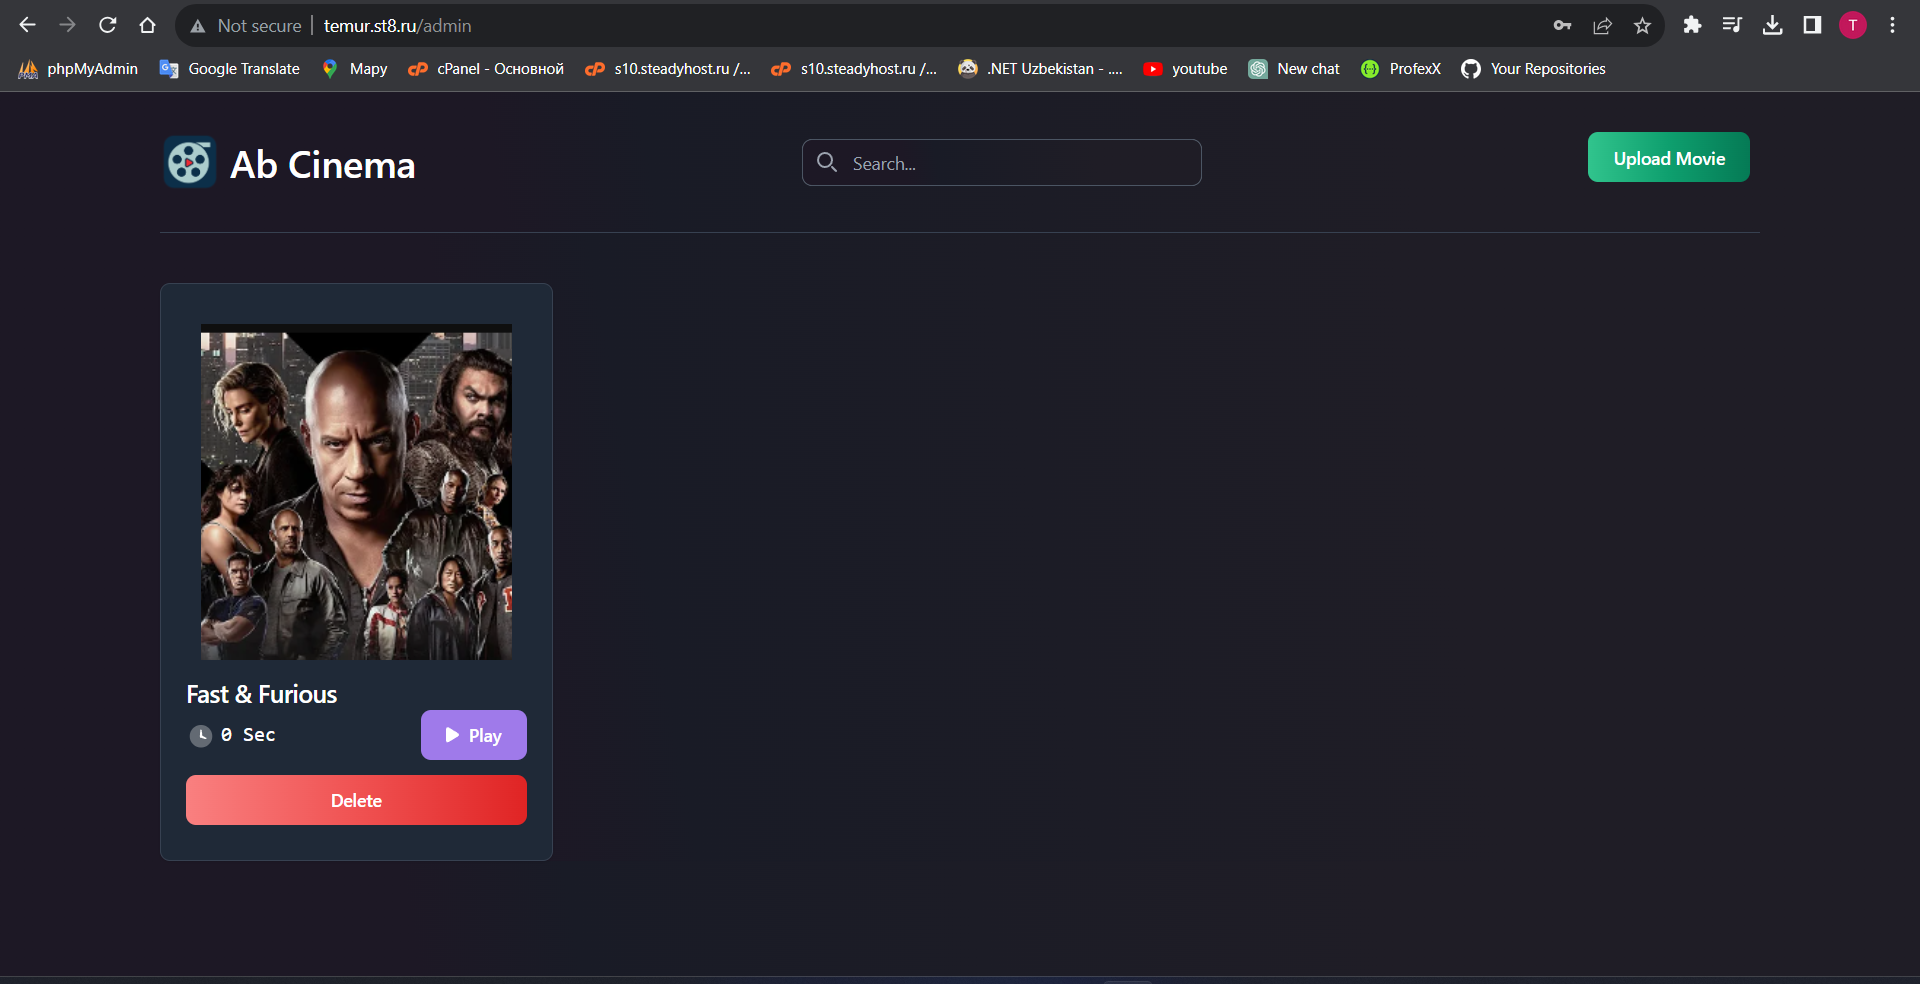 Not secure temur.st8.ru/admin T
phpMyAdmin Google Translate Mapy cPanel - Основной s10.steadyhost.ru /... s10.steadyhost.ru /... .NET Uzbekistan - .... youtube New chat ProfexX Your Repositories
Ab Cinema Search... Upload Movie
Fast & Furious
0 Sec Play
Delete